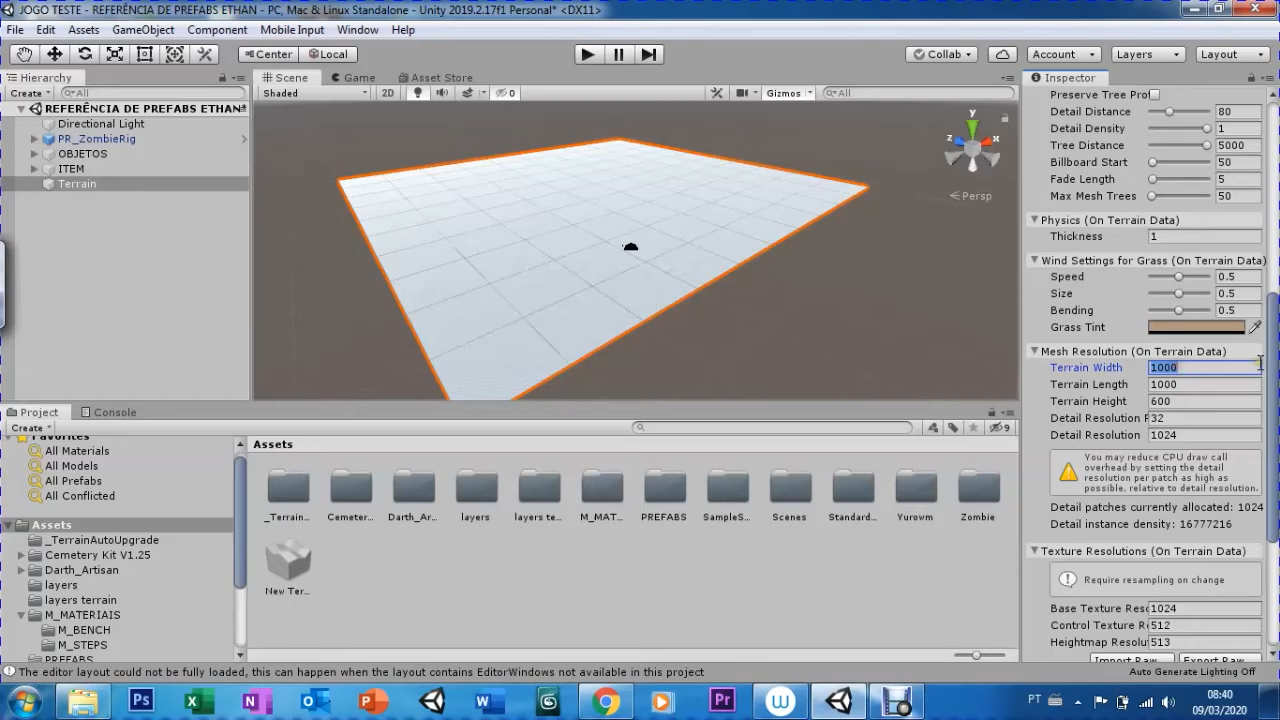 JOGO TESTE - REFERÊNCIA DE PREFABS ETHAN - PC, Mac & Linux Standalone - Unity 2019.2.17f1 Personal* <DX11>
File Edit Assets GameObject Component Mobile Input Window Help
Center Local Collab Account Layers Layout
Hierarchy
Create All
REFERÊNCIA DE PREFABS ETHAN*
Directional Light
PR_ZombieRig
OBJETOS
ITEM
Terrain
Scene Game Asset Store
Shaded 2D 0 Gizmos All
y
z x
Persp
Inspector
Preserve Tree Prot
Detail Distance 80
Detail Density 1
Tree Distance 5000
Billboard Start 50
Fade Length 5
Max Mesh Trees 50
Physics (On Terrain Data)
Thickness 1
Wind Settings for Grass (On Terrain Data)
Speed 0.5
Size 0.5
Bending 0.5
Grass Tint
Mesh Resolution (On Terrain Data)
Terrain Width 1000
Terrain Length 1000
Terrain Height 600
Detail Resolution P 32
Detail Resolution 1024
You may reduce CPU draw call
overhead by setting the detail
resolution per patch as high as
possible, relative to detail resolution.
Detail patches currently allocated: 1024
Detail instance density: 16777216
Texture Resolutions (On Terrain Data)
Require resampling on change
Base Texture Reso 1024
Control Texture R 512
Heightmap Resolut 513
Import Raw... Export Raw...
Project Console
Create 9
Favorites
All Materials
All Models
All Prefabs
All Conflicted
Assets
_TerrainAutoUpgrade
Cemetery Kit V1.25
Darth_Artisan
layers
layers terrain
M_MATERIAIS
M_BENCH
M_STEPS
PREFABS
Assets
_Terrain... Cemeter... Darth_Ar... layers layers te... M_MAT... PREFABS SampleS... Scenes Standard... Yurowm Zombie
New Ter...
The editor layout could not be fully loaded, this can happen when the layout contains EditorWindows not available in this project
Auto Generate Lighting Off
Ps Pr W
PT
08:40
09/03/2020